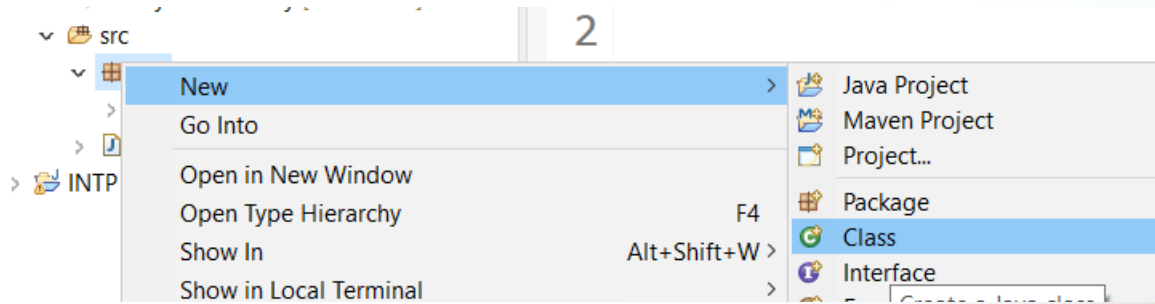 src
2
New
Go Into
INTP
Open in New Window
Open Type Hierarchy F4
Show In Alt+Shift+W
Show in Local Terminal
Java Project
Maven Project
Project...
Package
Class
Interface